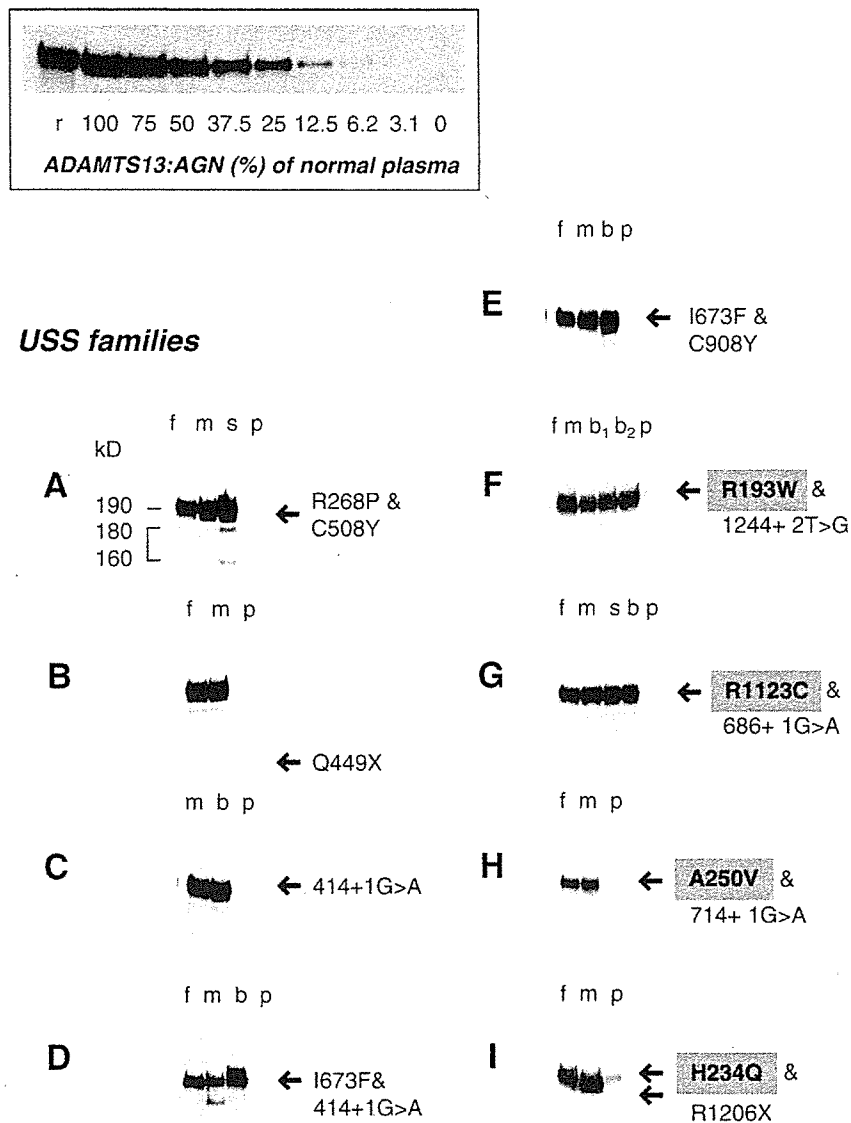 r 100 75 50 37.5 25 12.5 6.2 3.1 0
ADAMTS13:AGN (%) of normal plasma
USS families
f m s p
kD
A
190
180
160
R268P &
C508Y
f m p
B
Q449X
m b p
C
414+1G>A
f m b p
D
I673F&
414+1G>A
f m b p
E
I673F &
C908Y
f m b1 b2 p
F
R193W &
1244+ 2T>G
f m s b p
G
R1123C &
686+ 1G>A
f m p
H
A250V &
714+ 1G>A
f m p
I
H234Q &
R1206X